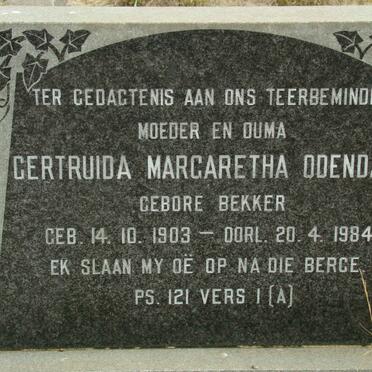 TER GEDAGTENIS AAN ONS TEERBEMINDE
MOEDER EN OUMA
GERTRUIDA MARGARETHA
GEBORE BEKKER
GEB. 14. 10. 1903 – OORL. 20. 4. 1984
EK SLAAN MY OË OP NA DIE BERGE.
PS. 121 VERS 1 (A)